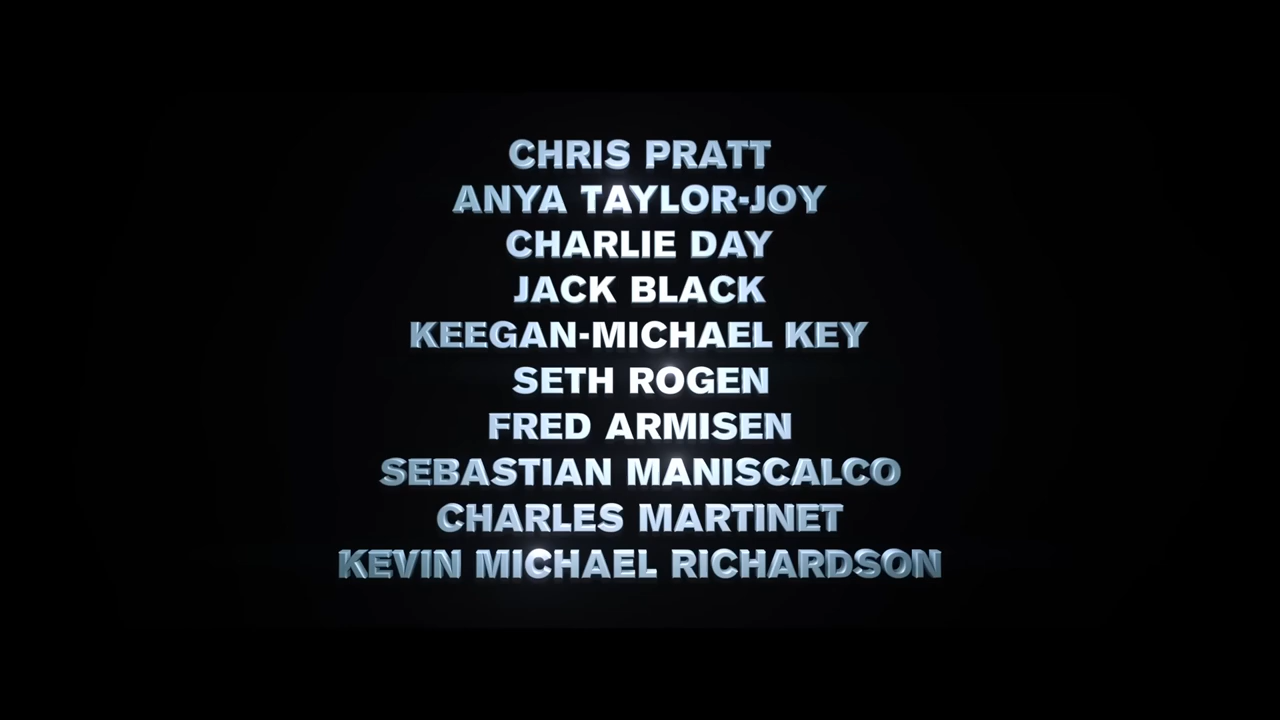 CHRIS PRATT
ANYA TAYLOR-JOY
CHARLIE DAY
JACK BLACK
KEEGAN-MICHAEL KEY
SETH ROGEN
FRED ARMISEN
SEBASTIAN MANISCALCO
CHARLES MARTINET
KEVIN MICHAEL RICHARDSON